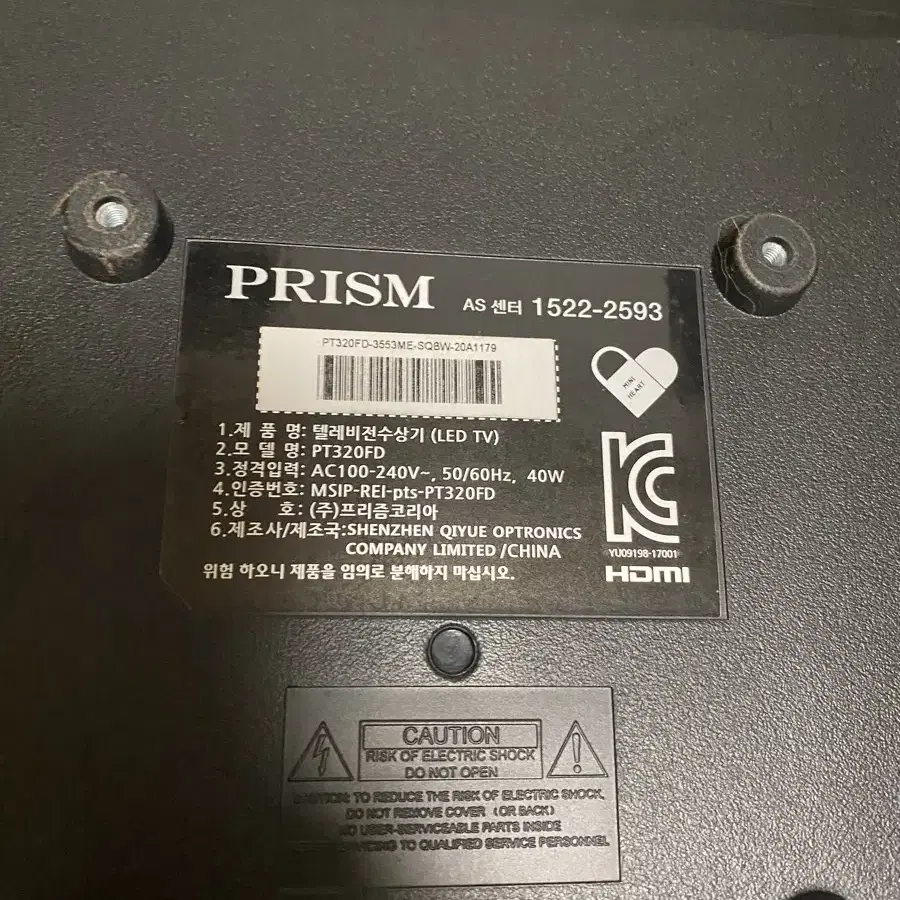 PRISM
AS 센터 1522-2593
PT320FD-3553ME-SQBW-20A1179
MINI
HEART
1.제 품 명: 텔레비전수상기 (LED TV)
2.모 델 명: PT320FD
3.정격입력: AC100-240V~, 50/60Hz, 40W
4.인증번호: MSIP-REI-pts-PT320FD
5.상 호: (주)프리즘코리아
6.제조사/제조국:SHENZHEN QIYUE OPTRONICS
COMPANY LIMITED /CHINA
위험 하오니 제품을 임의로 분해하지 마십시오.
YU09198-17001
HDMI
CAUTION
RISK OF ELECTRIC SHOCK
DO NOT OPEN
CAUTION: TO REDUCE THE RISK OF ELECTRIC SHOCK,
DO NOT REMOVE COVER (OR BACK)
NO USER-SERVICEABLE PARTS INSIDE
TO QUALIFIED SERVICE PERSONNEL